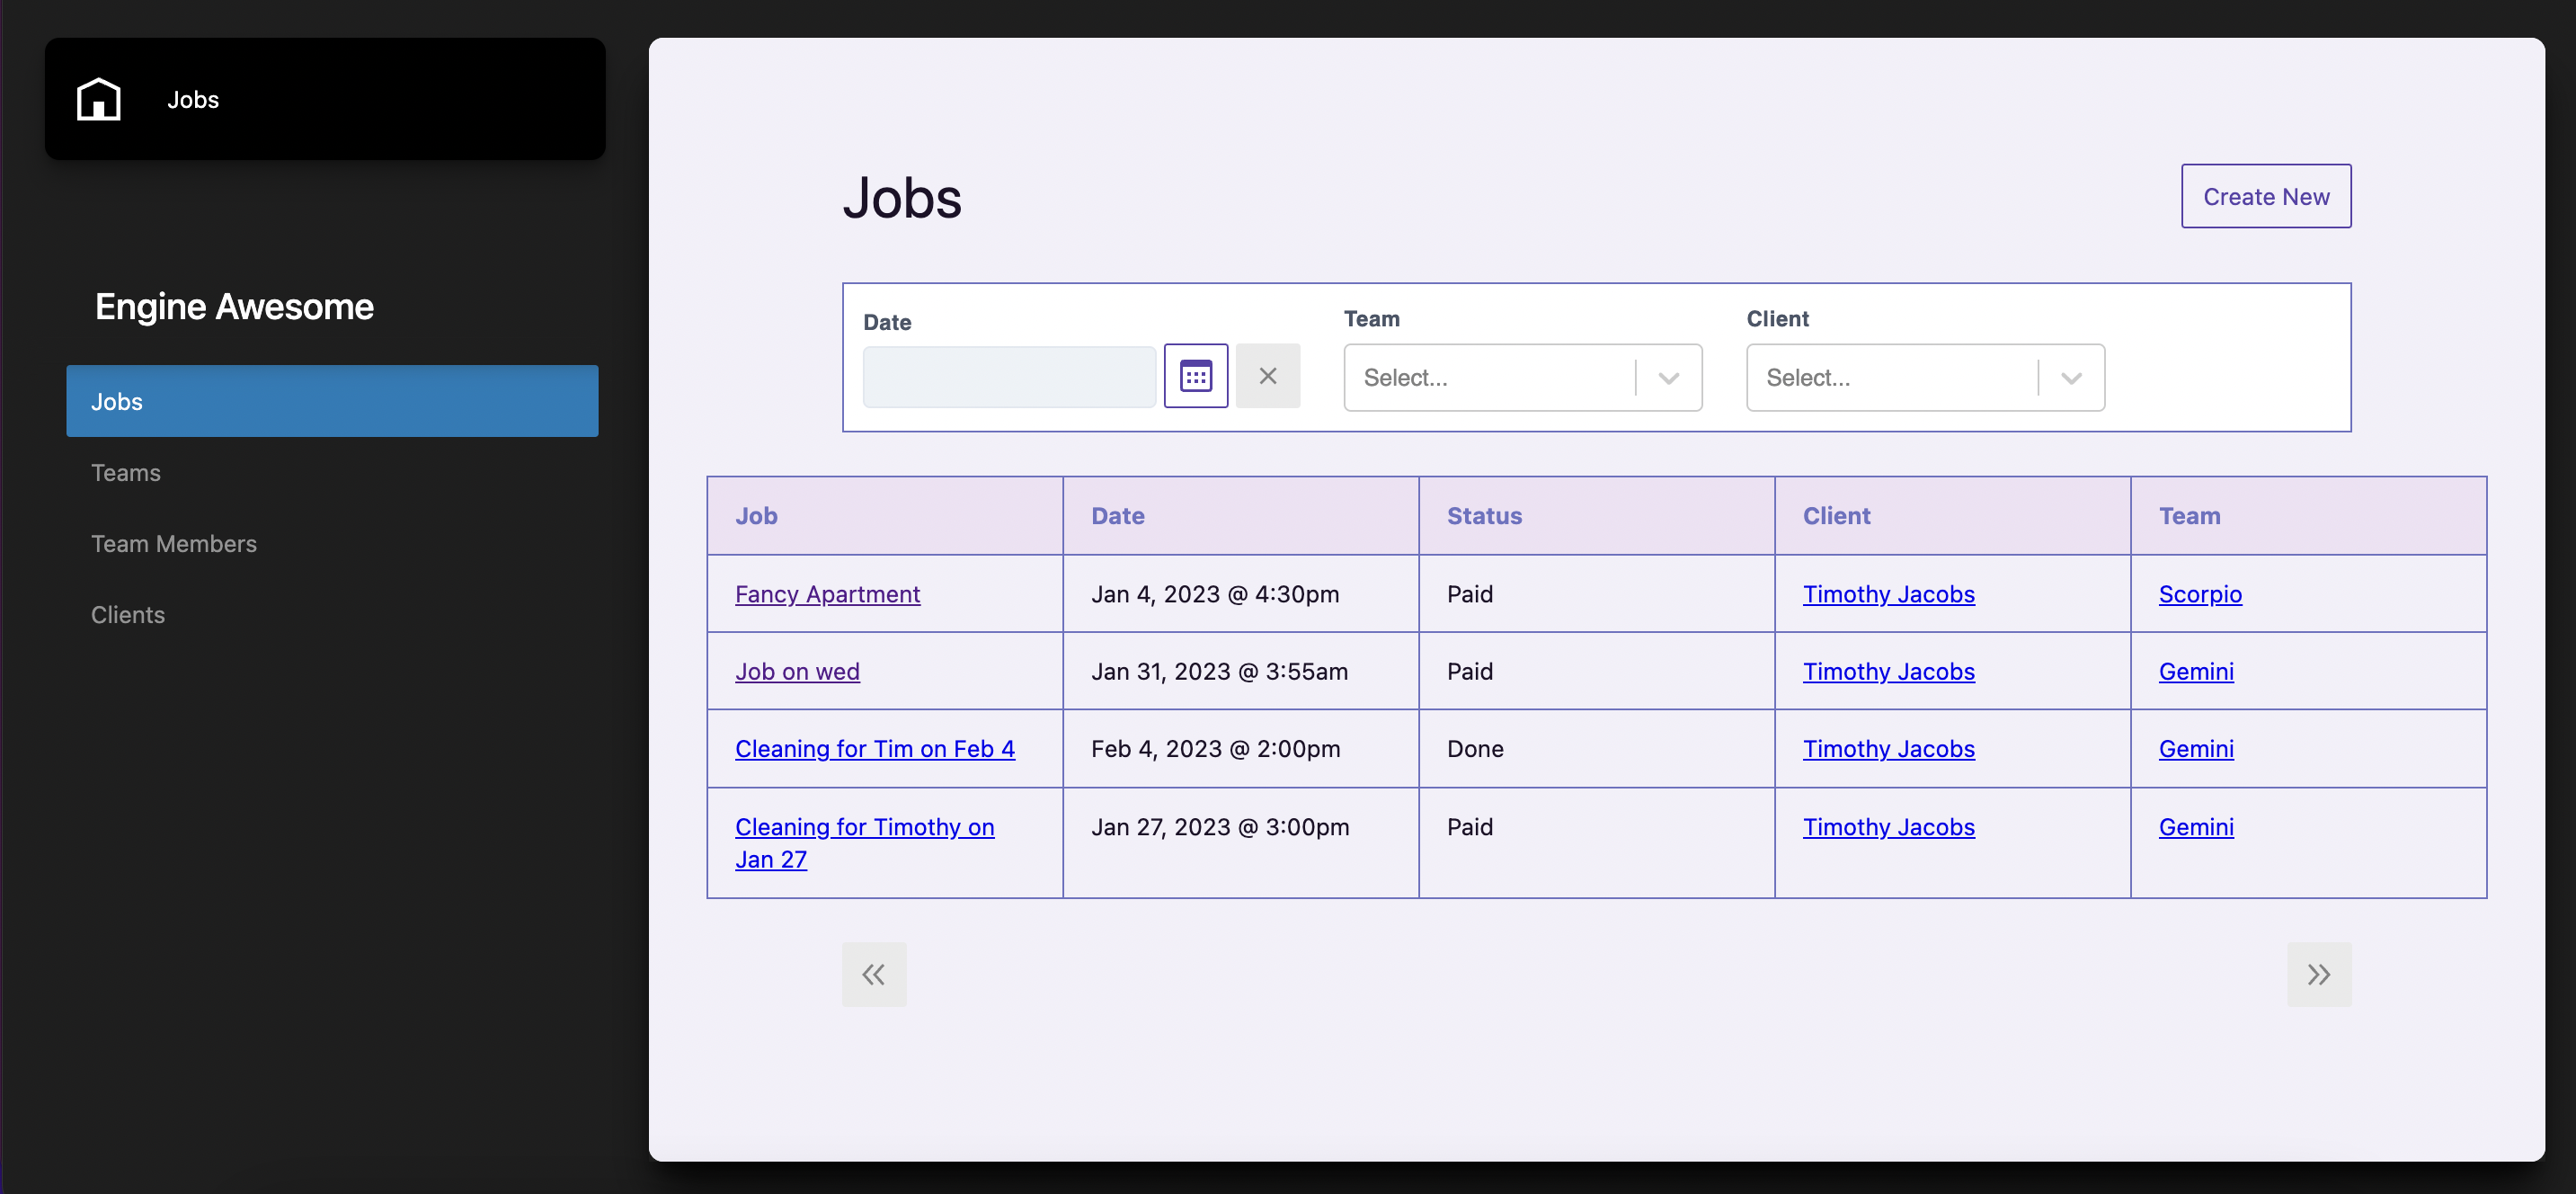 Jobs
Engine Awesome
Jobs
Teams
Team Members
Clients
Jobs
Create New
Date
Team
Client
Select...
Select...
Job
Date
Status
Client
Team
Fancy Apartment
Jan 4, 2023 @ 4:30pm
Paid
Timothy Jacobs
Scorpio
Job on wed
Jan 31, 2023 @ 3:55am
Paid
Timothy Jacobs
Gemini
Cleaning for Tim on Feb 4
Feb 4, 2023 @ 2:00pm
Done
Timothy Jacobs
Gemini
Cleaning for Timothy on
Jan 27
Jan 27, 2023 @ 3:00pm
Paid
Timothy Jacobs
Gemini